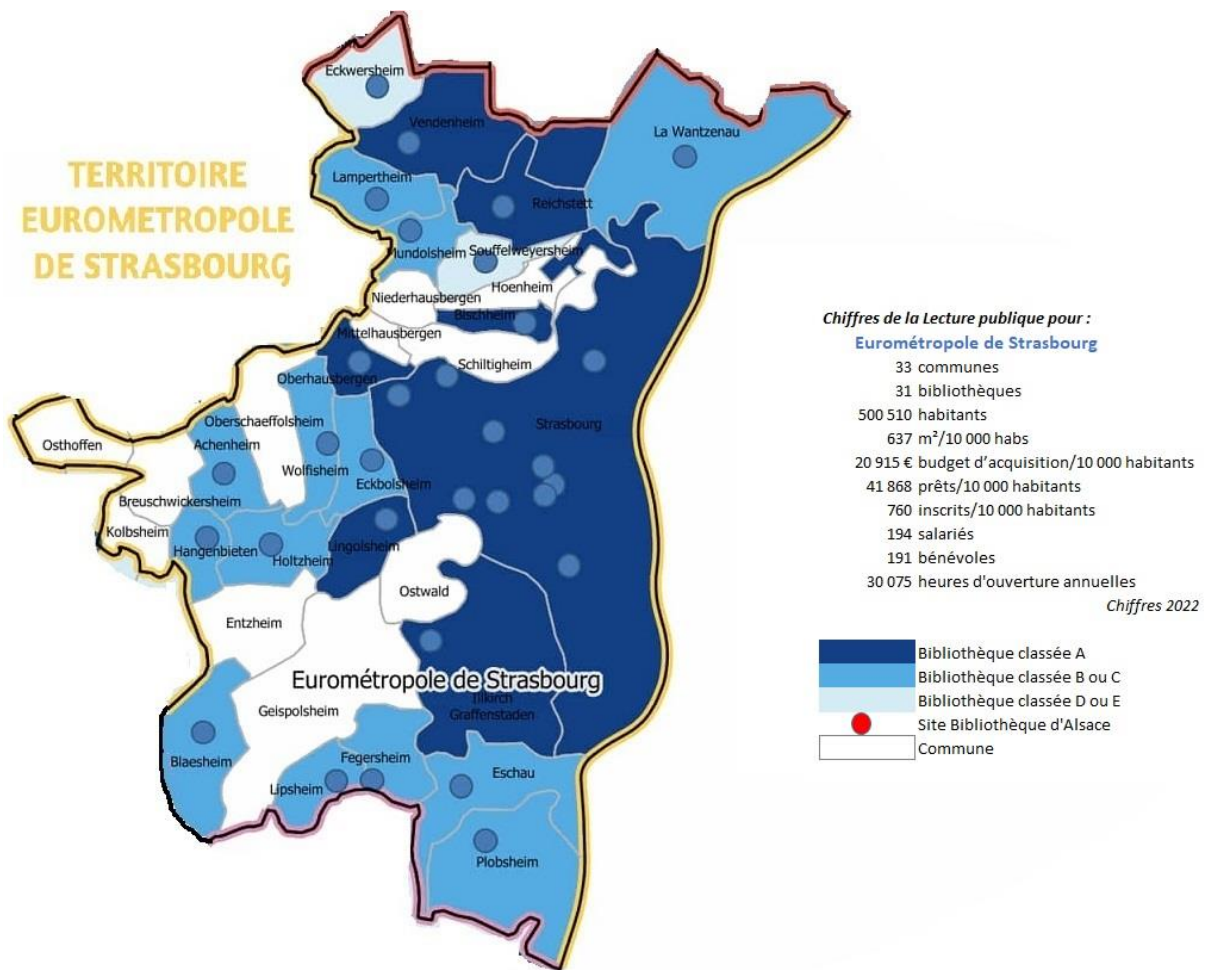 TERRITOIRE
EUROMETROPOLE
DE STRASBOURG
Eckwersheim
Vendenheim
La Wantzenau
Lampertheim
Reichstett
Mundolsheim
Souffelweyersheim
Hoenheim
Niederhausbergen
Bischheim
Mittelhausbergen
Schiltigheim
Oberhausbergen
Oberschaeffolsheim
Strasbourg
Osthoffen
Achenheim
Wolfisheim
Eckbolsheim
Breuschwickersheim
Kolbsheim
Hangenbieten
Holtzheim
Lingolsheim
Ostwald
Entzheim
Eurométropole de Strasbourg
Geispolsheim
Illkirch
Graffenstaden
Blaesheim
Fegersheim
Lipsheim
Eschau
Plobsheim
Chiffres de la Lecture publique pour :
Eurométropole de Strasbourg
33 communes
31 bibliothèques
500 510 habitants
637 m²/10 000 habs
20 915 € budget d'acquisition/10 000 habitants
41 868 prêts/10 000 habitants
760 inscrits/10 000 habitants
194 salariés
191 bénévoles
30 075 heures d'ouverture annuelles
Chiffres 2022
Bibliothèque classée A
Bibliothèque classée B ou C
Bibliothèque classée D ou E
Site Bibliothèque d'Alsace
Commune